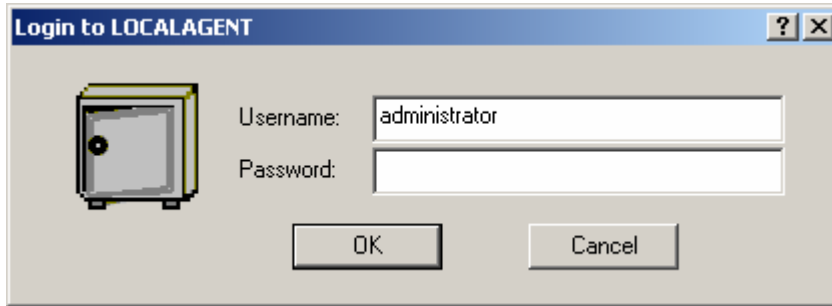 Login to LOCALAGENT ? X
Username: administrator
Password:
OK Cancel